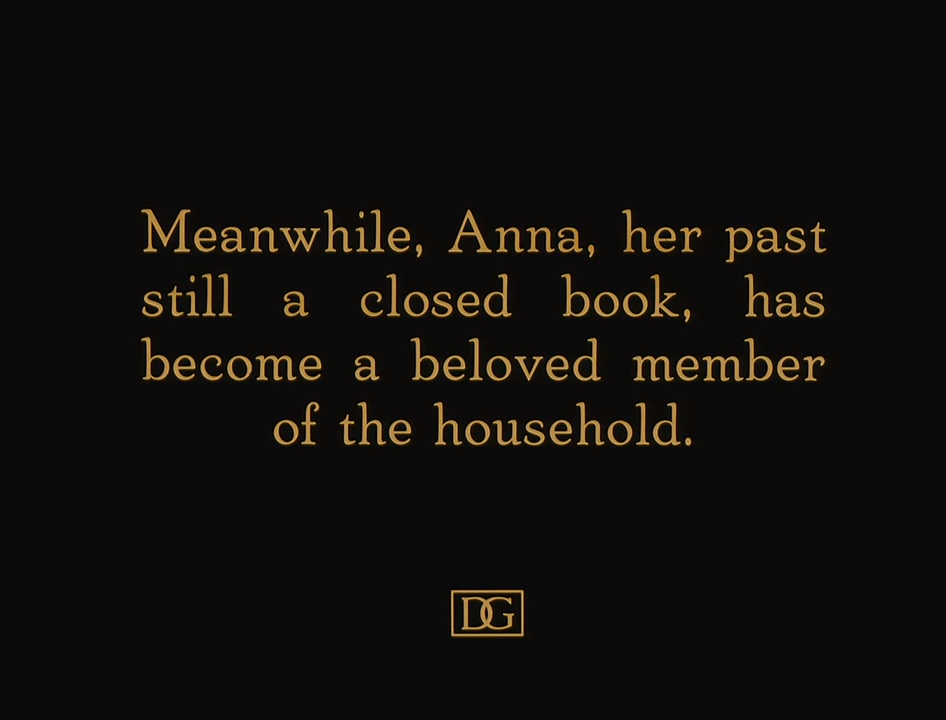 Meanwhile, Anna, her past
still a closed book, has
become a beloved member
of the household.
DG